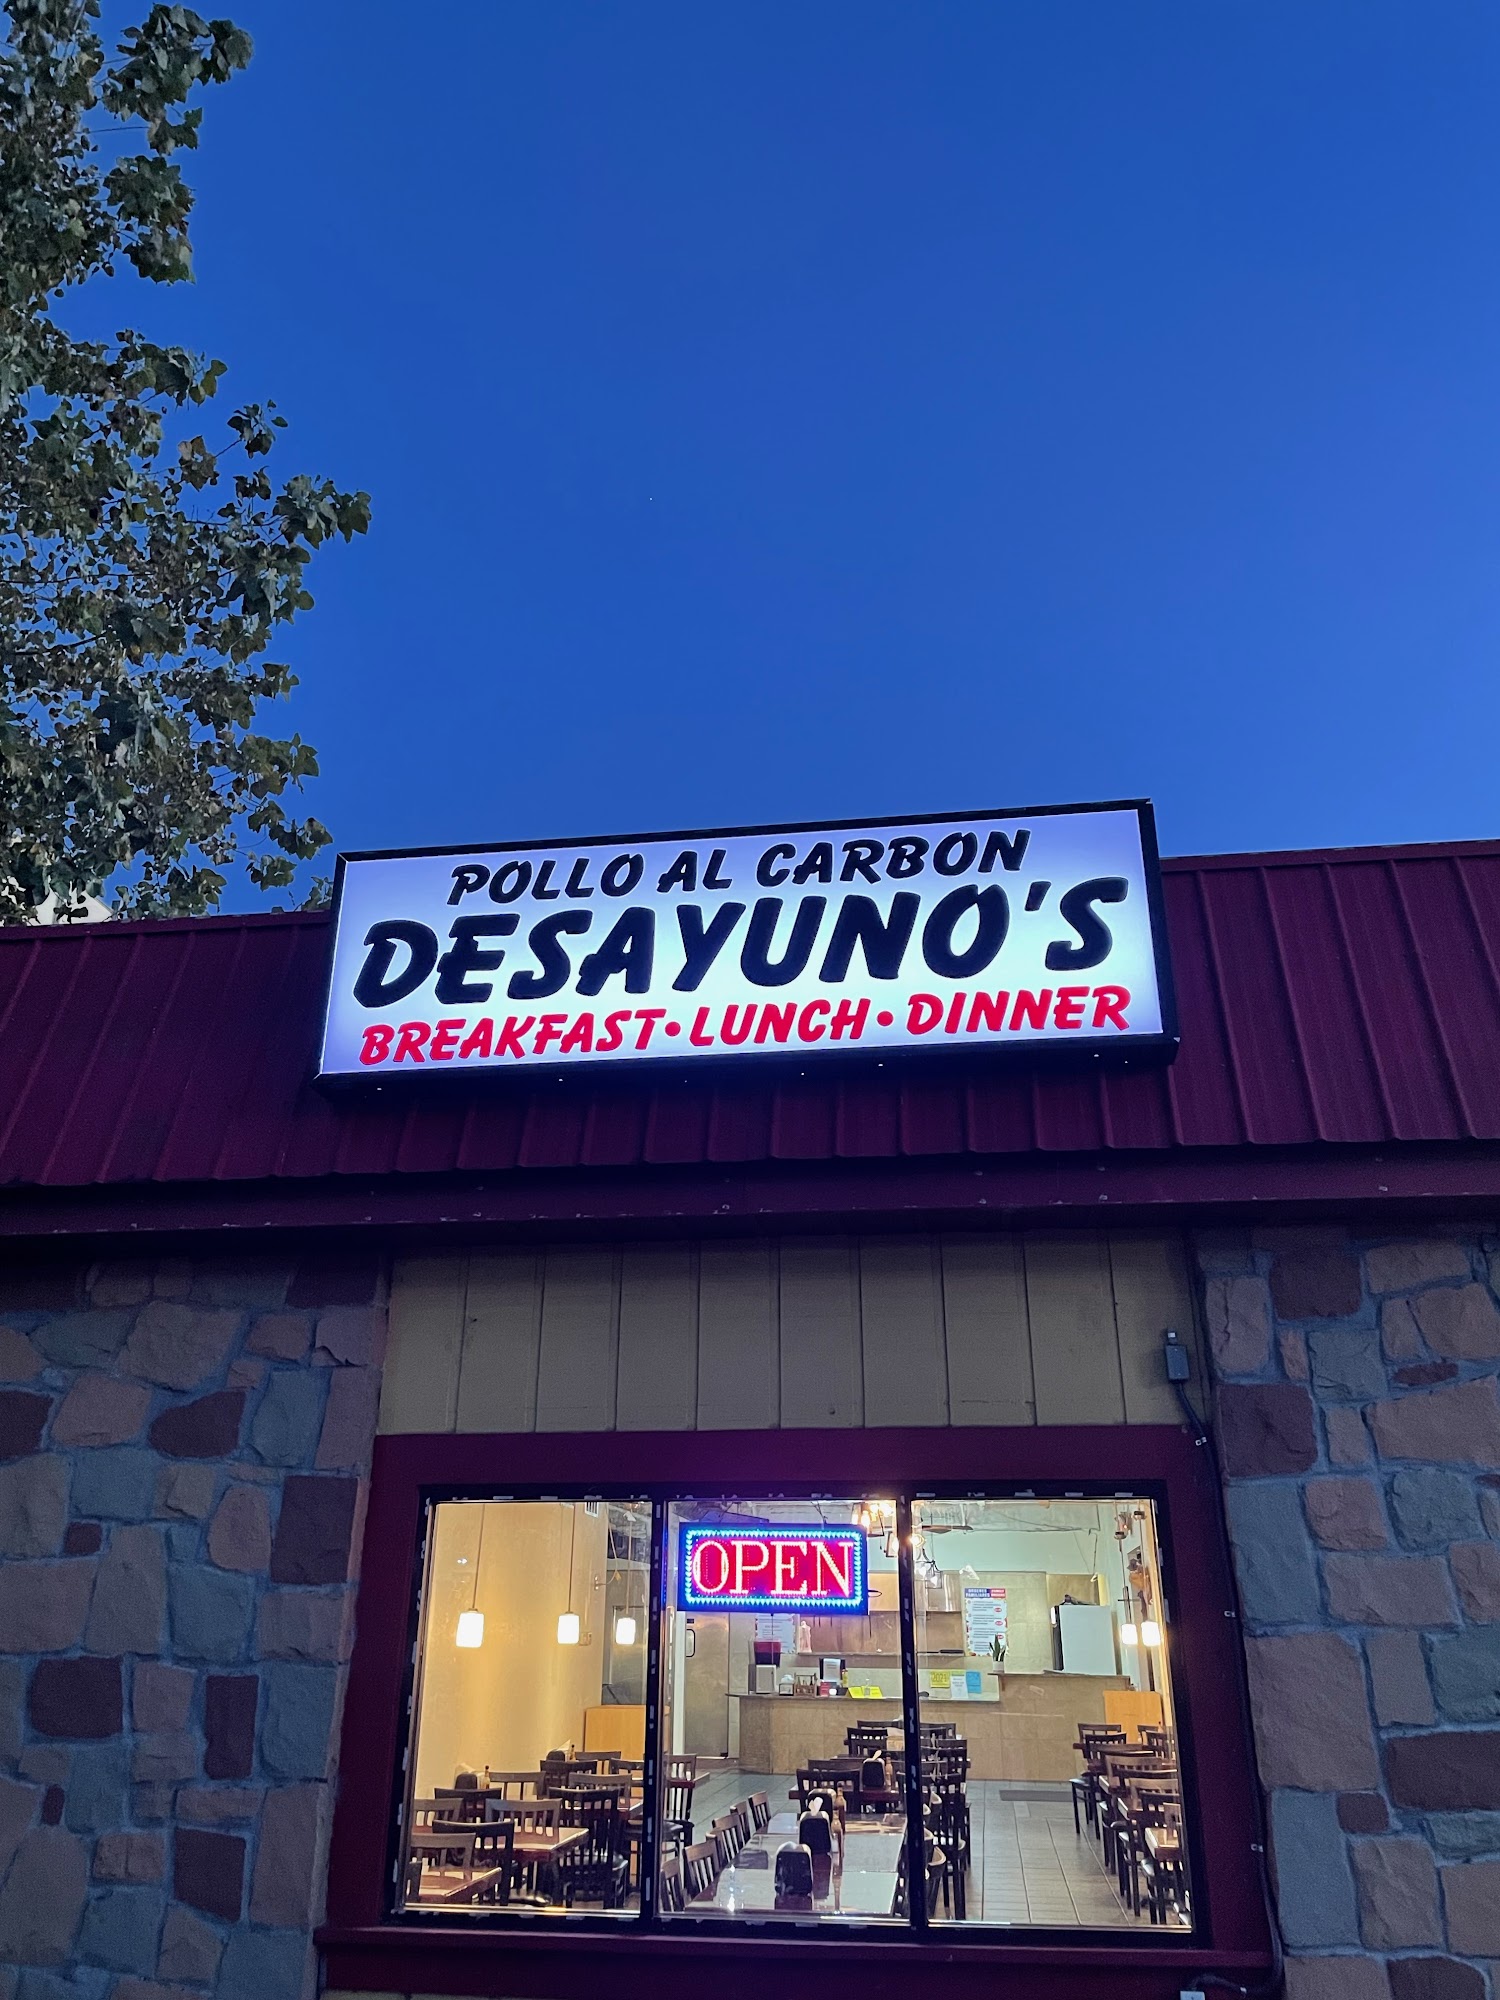 POLLO AL CARBON
DESAYUNO'S
BREAKFAST•LUNCH•DINNER
OPEN